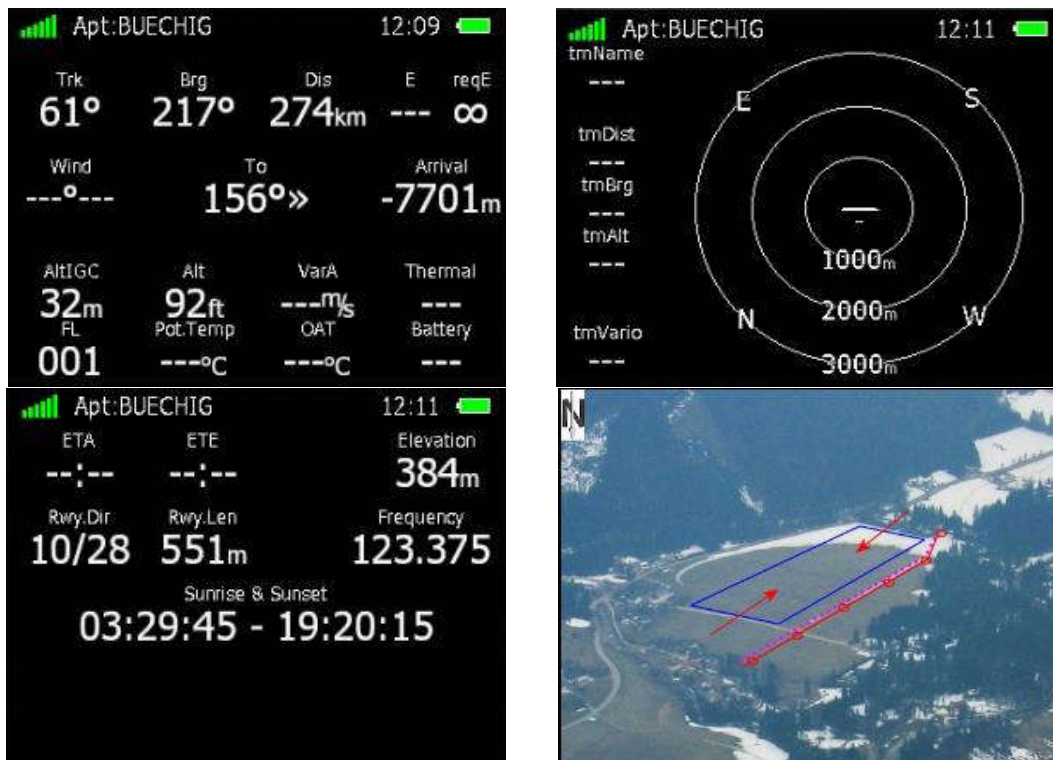 Apt:BUECHIG 12:09
Trk Brg Dis E reqE
61° 217° 274km --- ∞
Wind To Arrival
---°--- 156°» -7701m
AltIGC Alt VarA Thermal
32m 92ft ---m/s ---
FL Pot.Temp OAT Battery
001 ---°C ---°C ---
Apt:BUECHIG 12:11
tmName
---
E S
tmDist
---
tmBrg
---
tmAlt
---
1000m
2000m
N W
tmVario
---
3000m
Apt:BUECHIG 12:11
ETA ETE Elevation
--:-- --:-- 384m
Rwy.Dir Rwy.Len Frequency
10/28 551m 123.375
Sunrise & Sunset
03:29:45 - 19:20:15
N